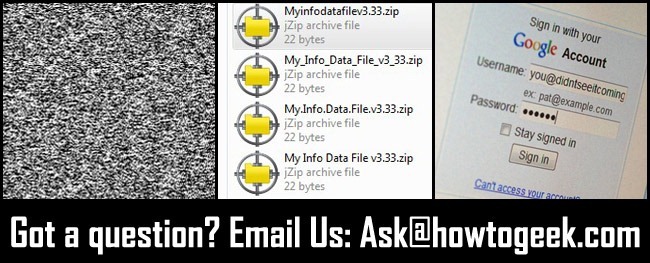 Myinfodatafilev3.33.zip
jZip archive file
22 bytes
My_Info_Data_File_v3_33.zip
jZip archive file
22 bytes
My.Info.Data.File.v3.33.zip
jZip archive file
22 bytes
My Info Data File v3.33.zip
jZip archive file
22 bytes
Sign in with your
Google Account
Username: you@didntseeitcoming
ex: pat@example.com
Password: ••••••
Stay signed in
Sign in
Can't access your account?
Got a question? Email Us: Ask@howtogeek.com